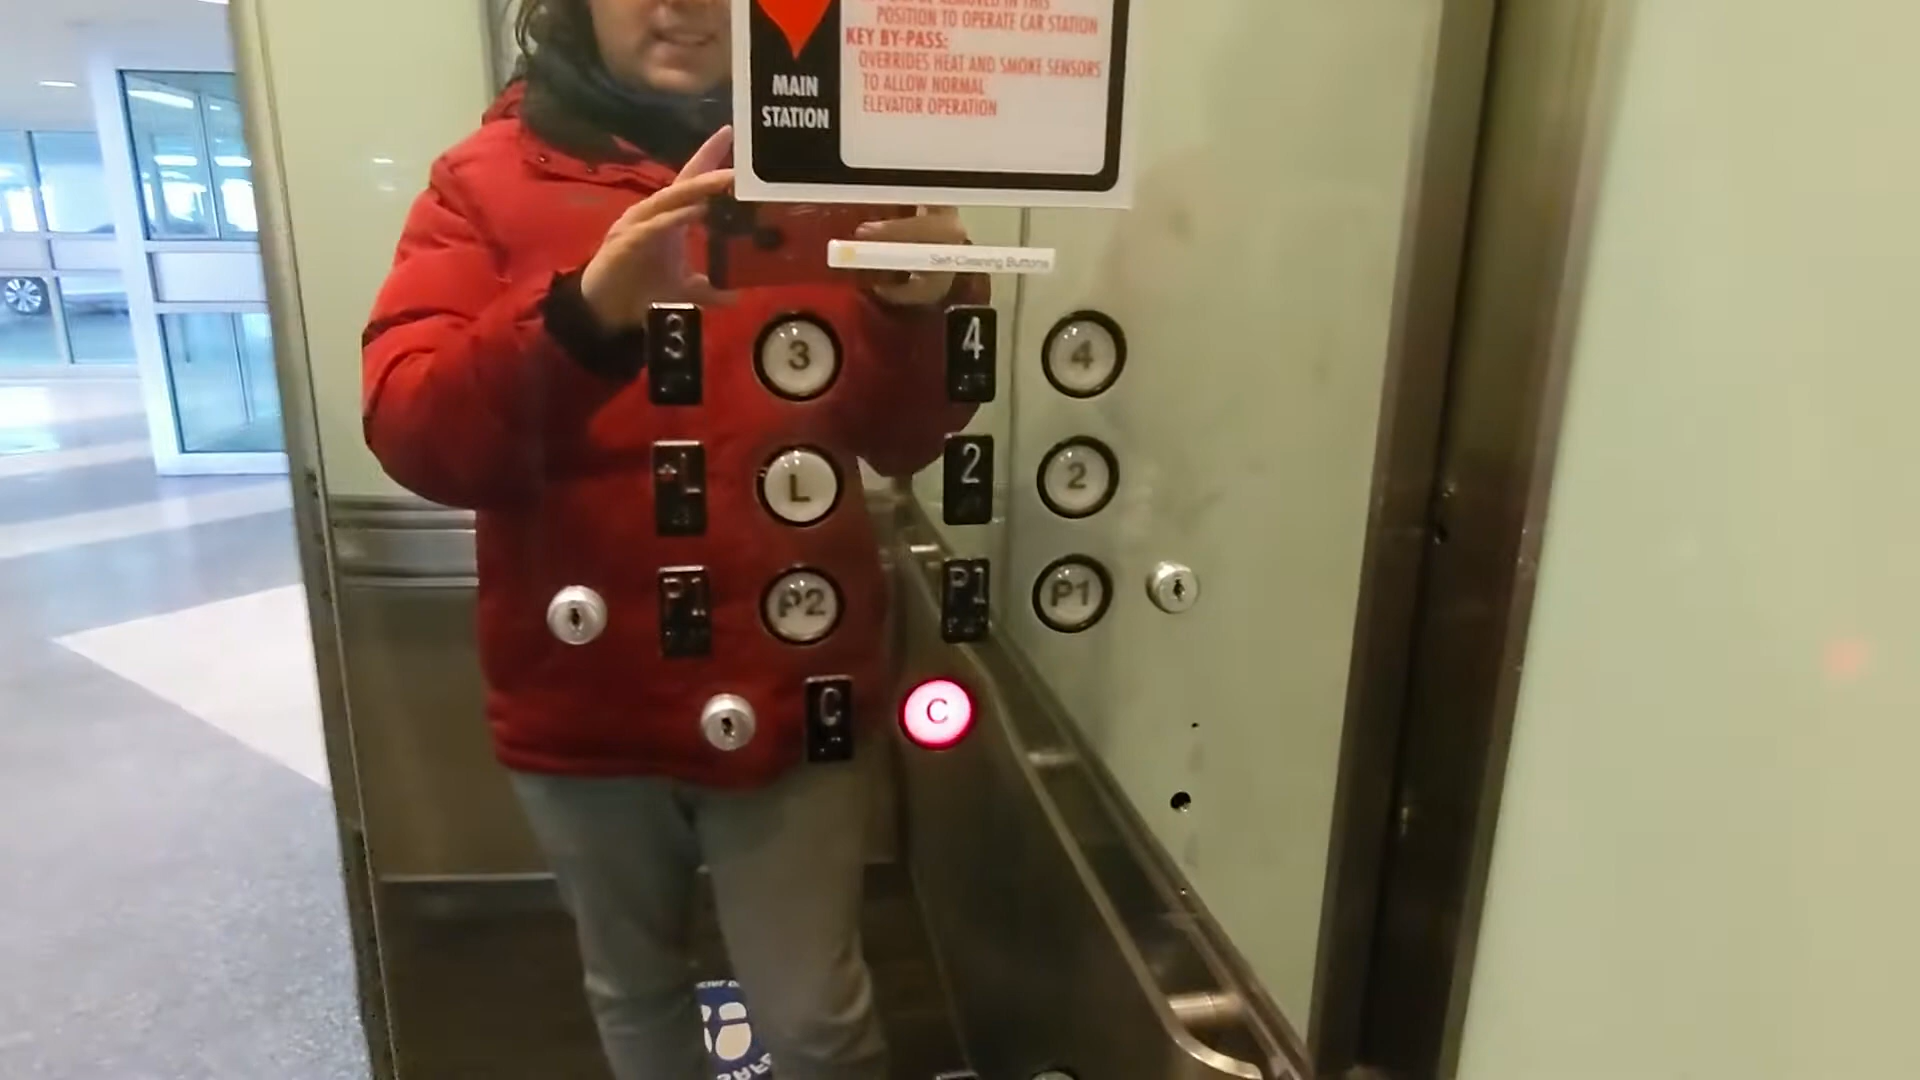 POSITION TO OPERATE CAR STATION
KEY BY-PASS:
OVERRIDES HEAT AND SMOKE SENSORS
TO ALLOW NORMAL
ELEVATOR OPERATION
MAIN
STATION
Self-Cleaning Buttons
3 3 4 4
L L 2 2
P1 P2 P1 P1
C C